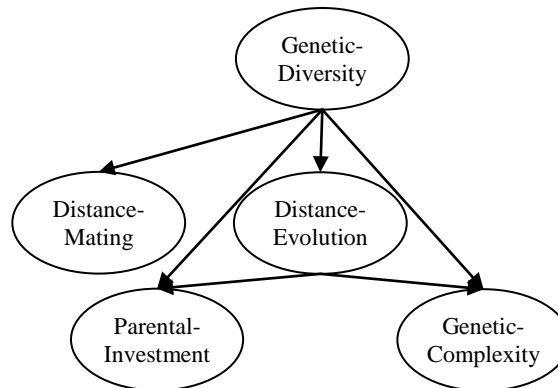 Genetic-
Diversity
Distance-
Mating
Distance-
Evolution
Parental-
Investment
Genetic-
Complexity